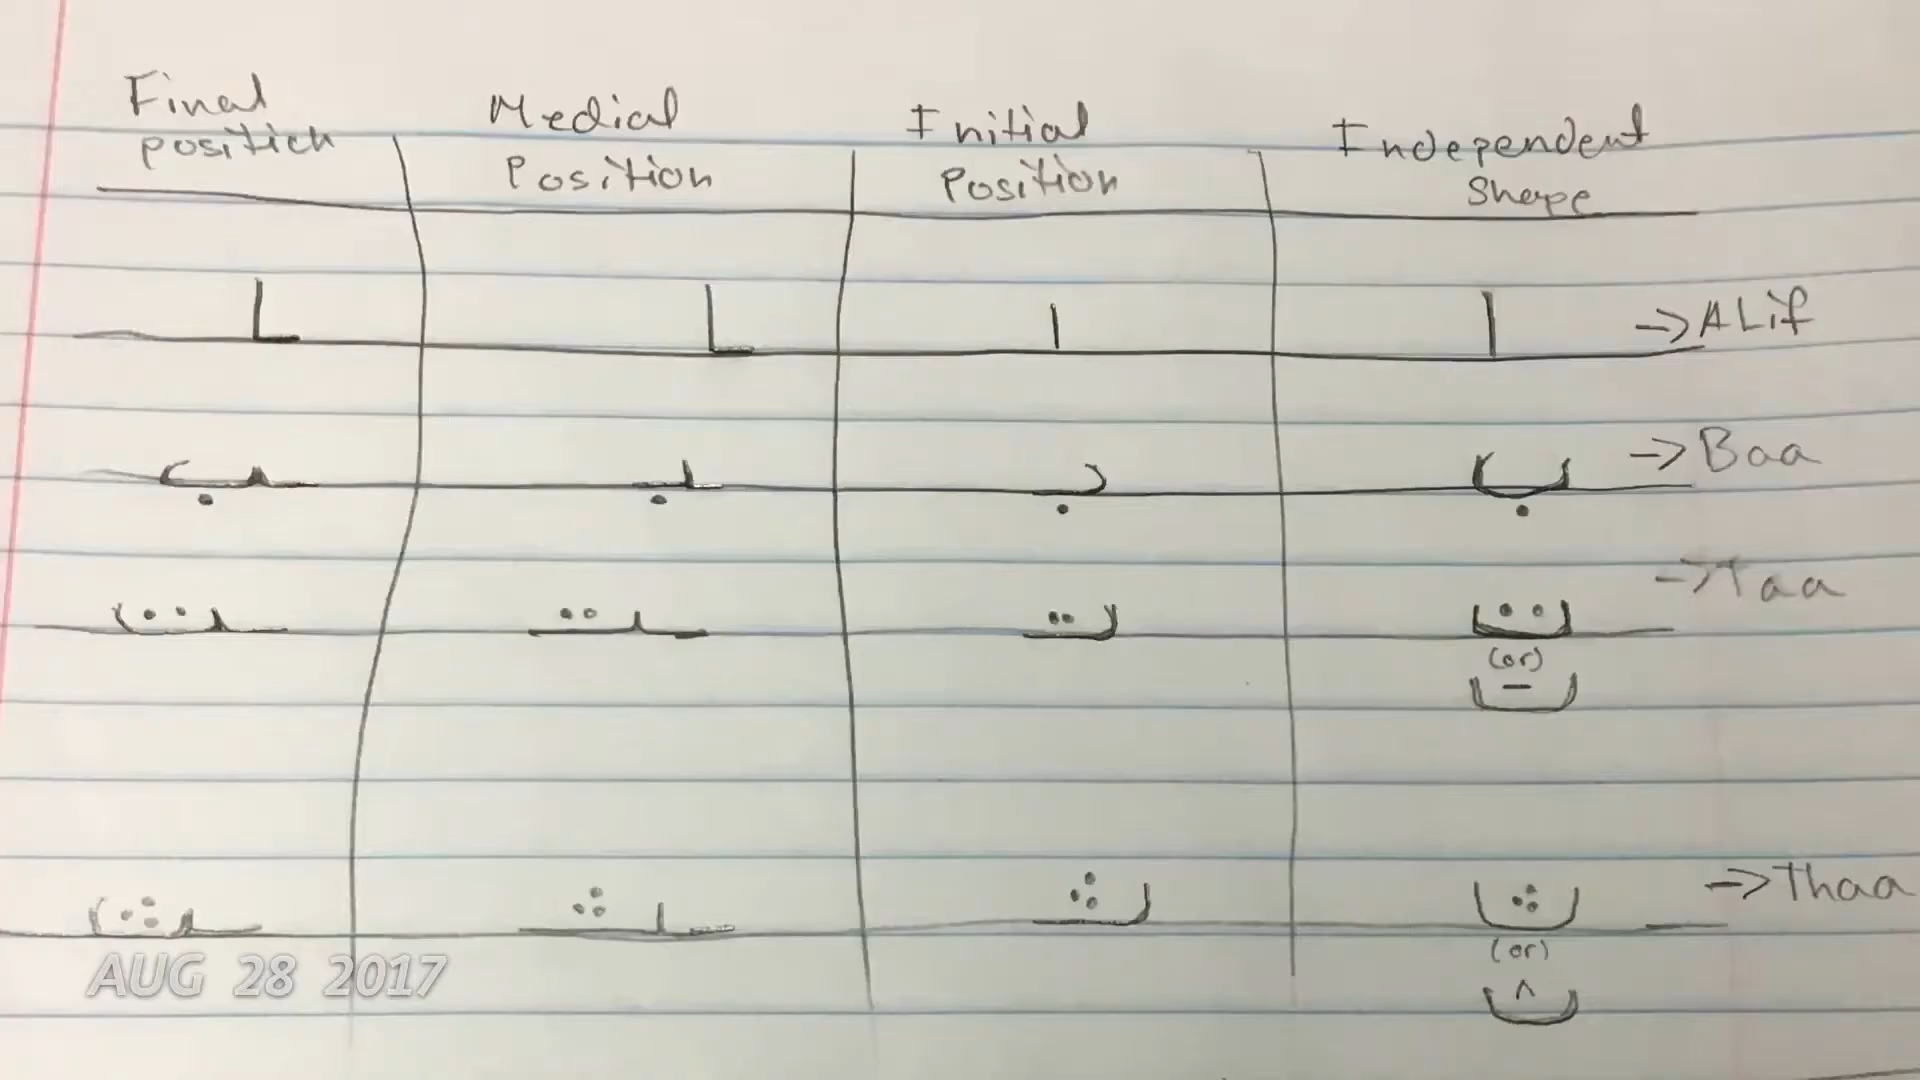 Final Medial Initial Independent
position Position Position Shape
ـا ـا ا ا →ALif
ـب ـبـ بـ ب →Baa
ـت ـتـ تـ ت →Taa
(or)
ـث ـثـ ثـ ث →Thaa
(or)
AUG 28 2017